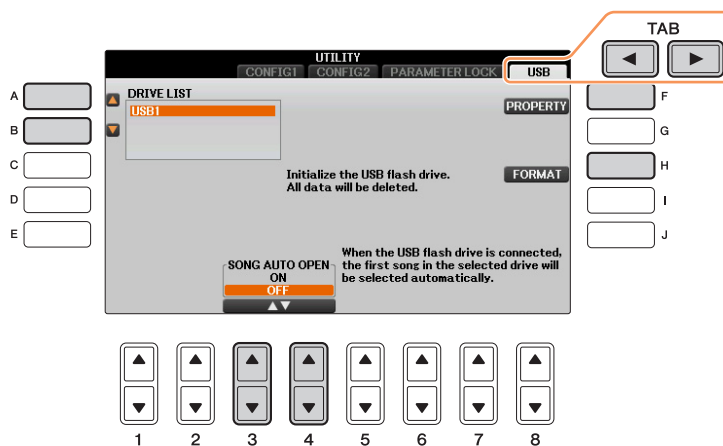 TAB
UTILITY
CONFIG1 CONFIG2 PARAMETER LOCK USB
A
B
C
D
E
DRIVE LIST
USB1
PROPERTY
Initialize the USB flash drive.
All data will be deleted.
FORMAT
SONG AUTO OPEN
ON
OFF
When the USB flash drive is connected,
the first song in the selected drive will
be selected automatically.
F
G
H
I
J
1 2 3 4 5 6 7 8